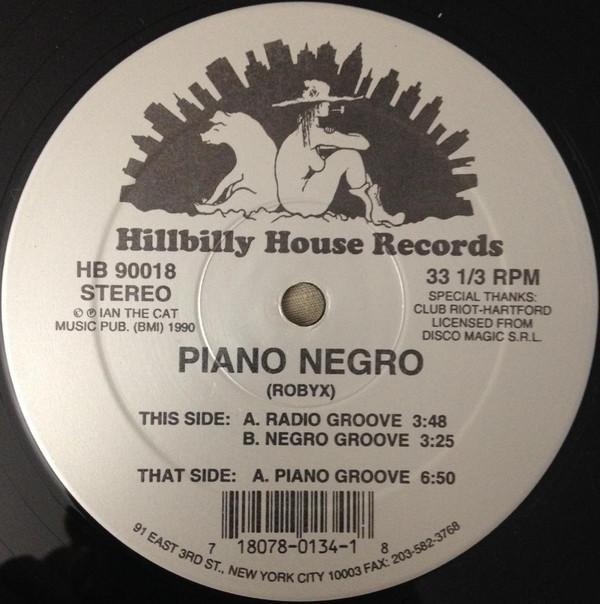 Hillbilly House Records
HB 90018
STEREO
© ℗ IAN THE CAT
MUSIC PUB. (BMI) 1990
33 1/3 RPM
SPECIAL THANKS:
CLUB RIOT-HARTFORD
LICENSED FROM
DISCO MAGIC S.R.L.
PIANO NEGRO
(ROBYX)
THIS SIDE: A. RADIO GROOVE 3:48
B. NEGRO GROOVE 3:25
THAT SIDE: A. PIANO GROOVE 6:50
7 18078-0134-1 8
91 EAST 3RD ST., NEW YORK CITY 10003 FAX: 203-582-3768